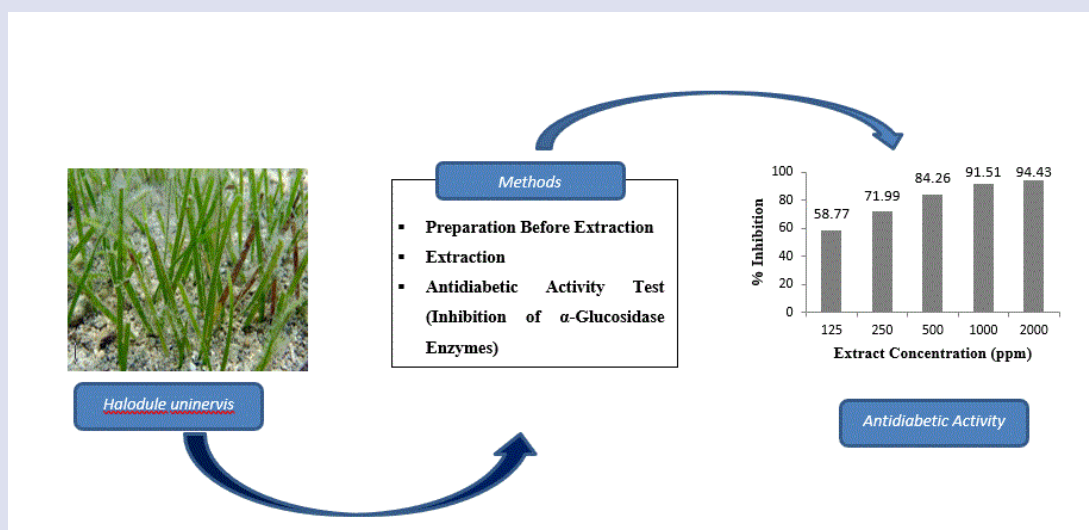 Halodule uninervis
Methods
▪ Preparation Before Extraction
▪ Extraction
▪ Antidiabetic Activity Test
(Inhibition of α-Glucosidase
Enzymes)
% Inhibition
100
80
60
40
20
0
58.77
71.99
84.26
91.51
94.43
125 250 500 1000 2000
Extract Concentration (ppm)
Antidiabetic Activity